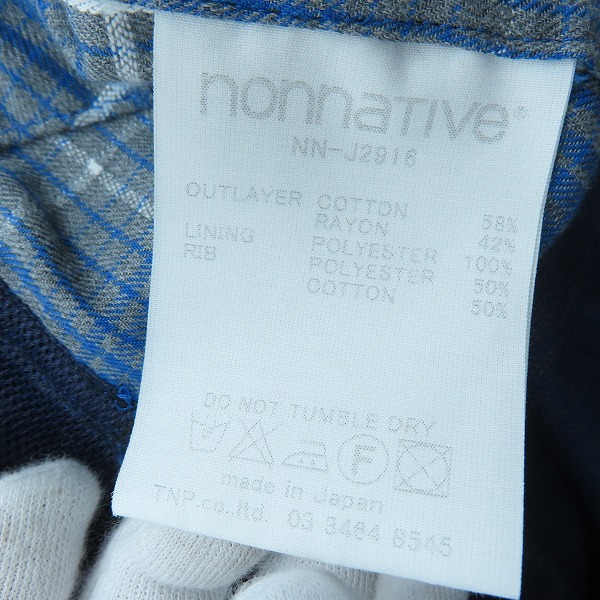 nonnative®
NN-J2916
OUTLAYER COTTON 58%
RAYON 42%
LINING POLYESTER 100%
RIB POLYESTER 50%
COTTON 50%
DO NOT TUMBLE DRY
F
made in Japan
TNP.co.,ltd. 03 3464 8545